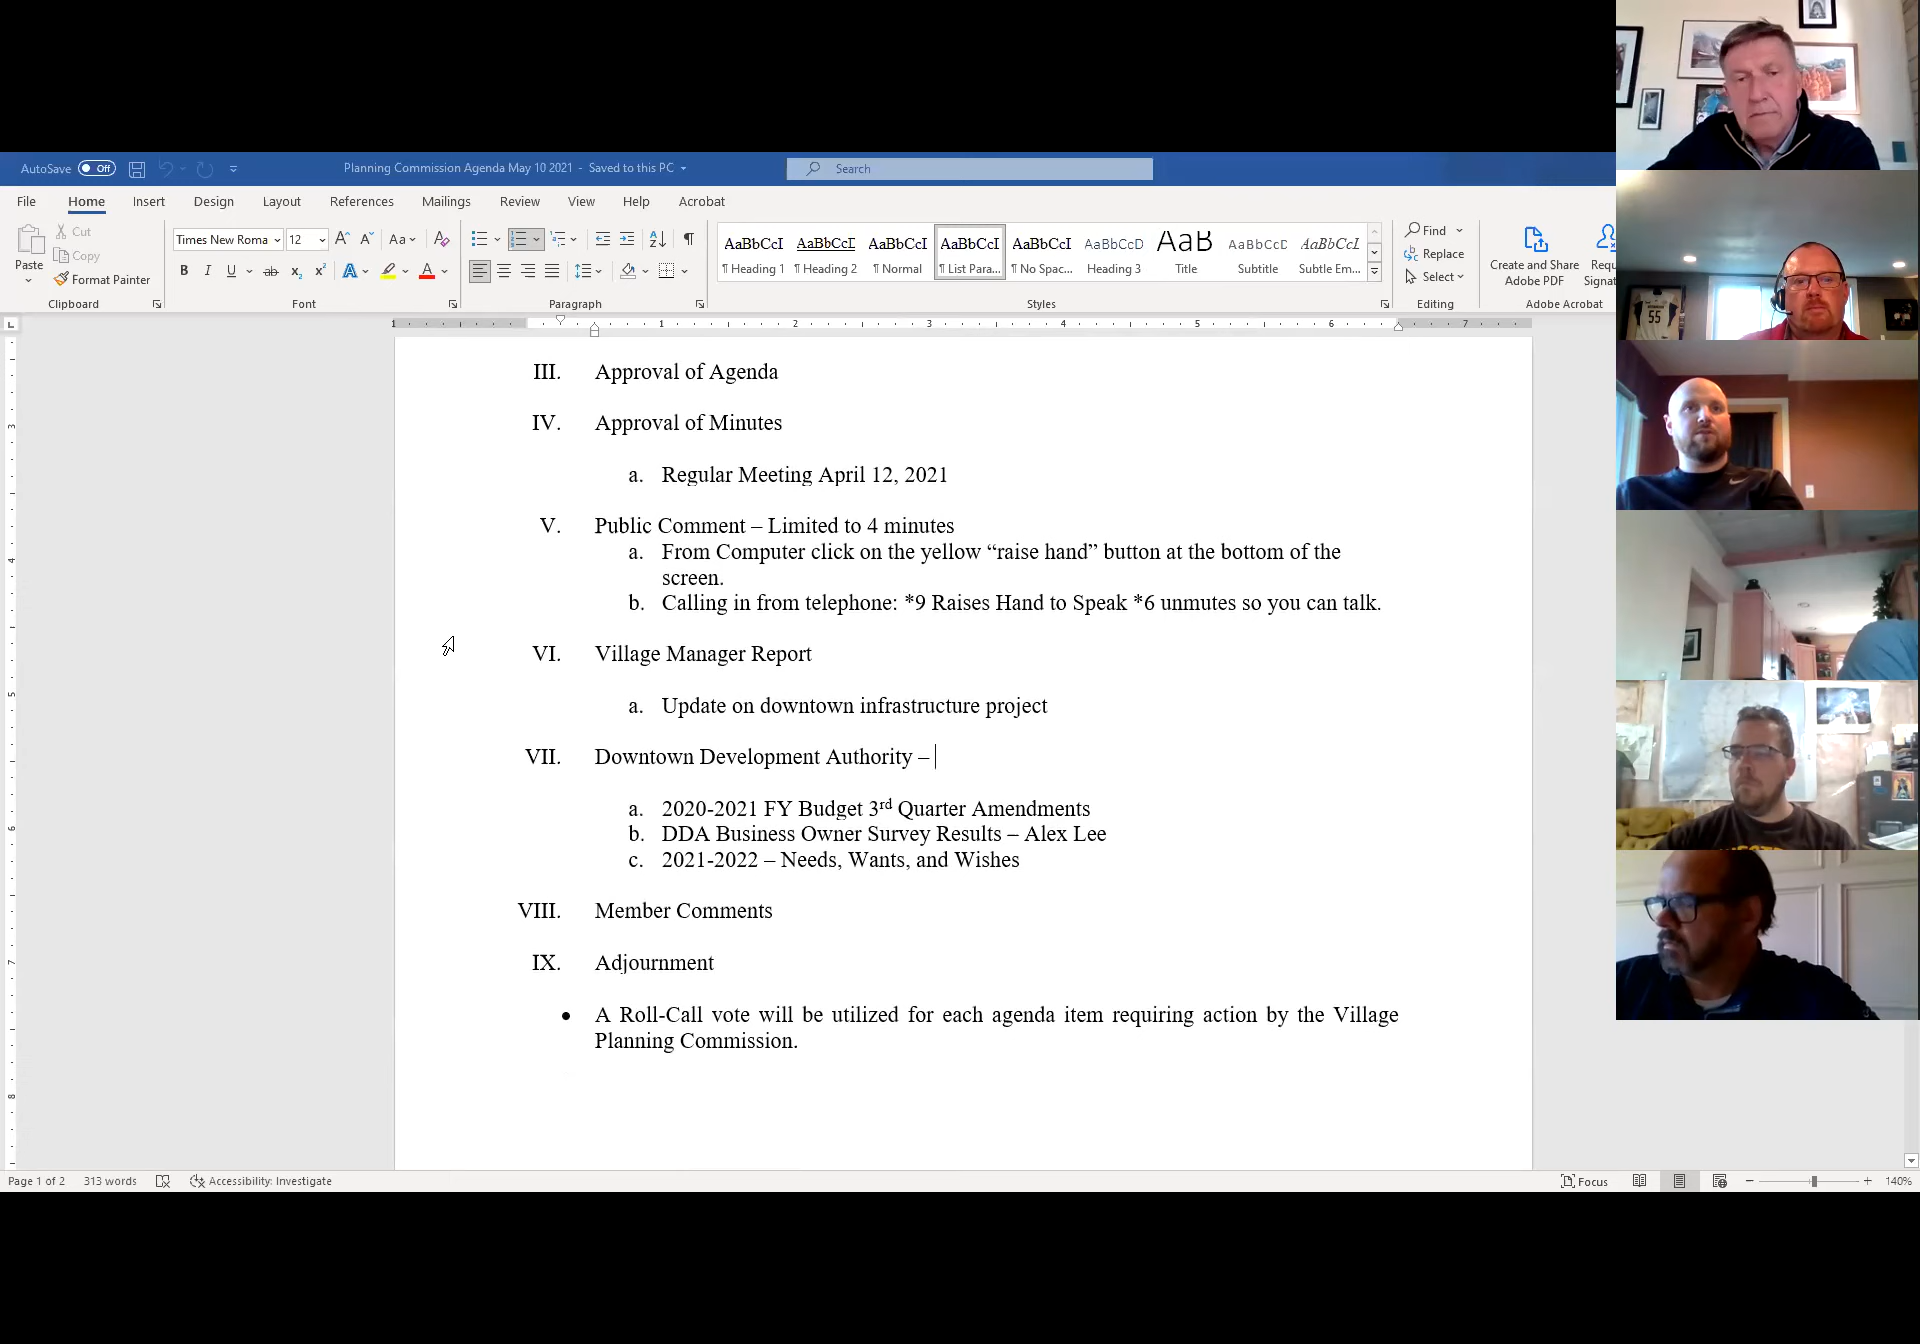 AutoSave Off
Planning Commission Agenda May 10 2021 - Saved to this PC
Search
File Home Insert Design Layout References Mailings Review View Help Acrobat
Paste
Cut
Copy
Format Painter
Clipboard
Times New Roma 12
Font
Paragraph
AaBbCcI AaBbCcI AaBbCcI AaBbCcI AaBbCcI AaBbCcD AaB AaBbCcD AaBbCcI
¶ Heading 1 ¶ Heading 2 ¶ Normal ¶ List Para... ¶ No Spac... Heading 3 Title Subtitle Subtle Em...
Styles
Find
Replace
Select
Editing
Create and Share
Adobe PDF
Requ
Signat
Adobe Acrobat
III. Approval of Agenda
IV. Approval of Minutes
a. Regular Meeting April 12, 2021
V. Public Comment – Limited to 4 minutes
a. From Computer click on the yellow “raise hand” button at the bottom of the
screen.
b. Calling in from telephone: *9 Raises Hand to Speak *6 unmutes so you can talk.
VI. Village Manager Report
a. Update on downtown infrastructure project
VII. Downtown Development Authority –
a. 2020-2021 FY Budget 3rd Quarter Amendments
b. DDA Business Owner Survey Results – Alex Lee
c. 2021-2022 – Needs, Wants, and Wishes
VIII. Member Comments
IX. Adjournment
• A Roll-Call vote will be utilized for each agenda item requiring action by the Village
Planning Commission.
Page 1 of 2 313 words Accessibility: Investigate
Focus
140%
55